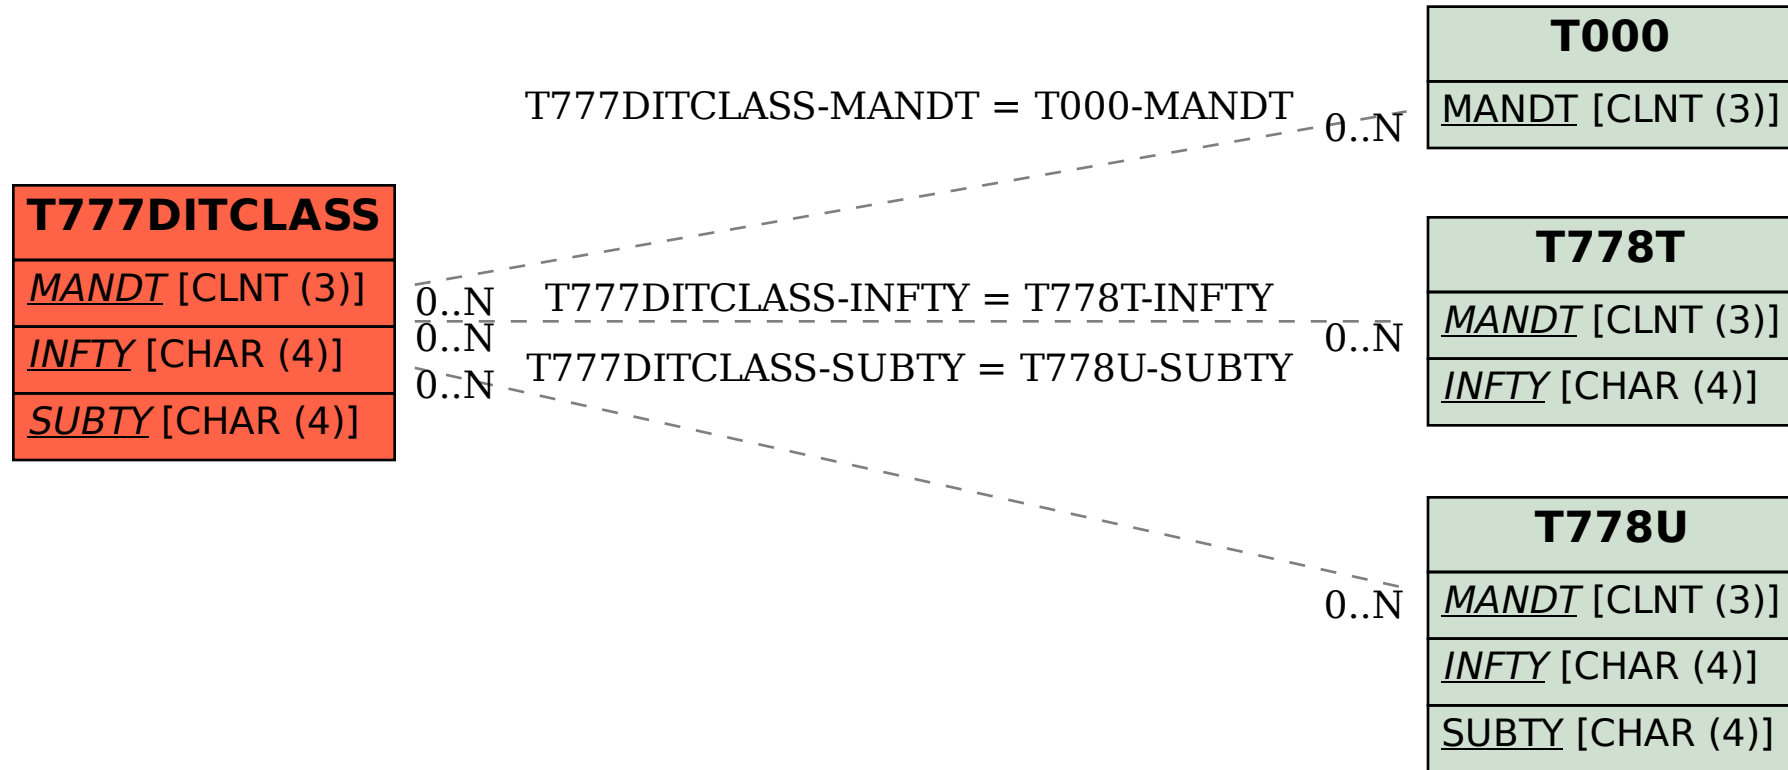 T777DITCLASS
MANDT [CLNT (3)]
INFTY [CHAR (4)]
SUBTY [CHAR (4)]
T777DITCLASS-MANDT = T000-MANDT
0..N
0..N
T777DITCLASS-INFTY = T778T-INFTY
0..N
0..N
T777DITCLASS-SUBTY = T778U-SUBTY
0..N
0..N
T000
MANDT [CLNT (3)]
T778T
MANDT [CLNT (3)]
INFTY [CHAR (4)]
T778U
MANDT [CLNT (3)]
INFTY [CHAR (4)]
SUBTY [CHAR (4)]